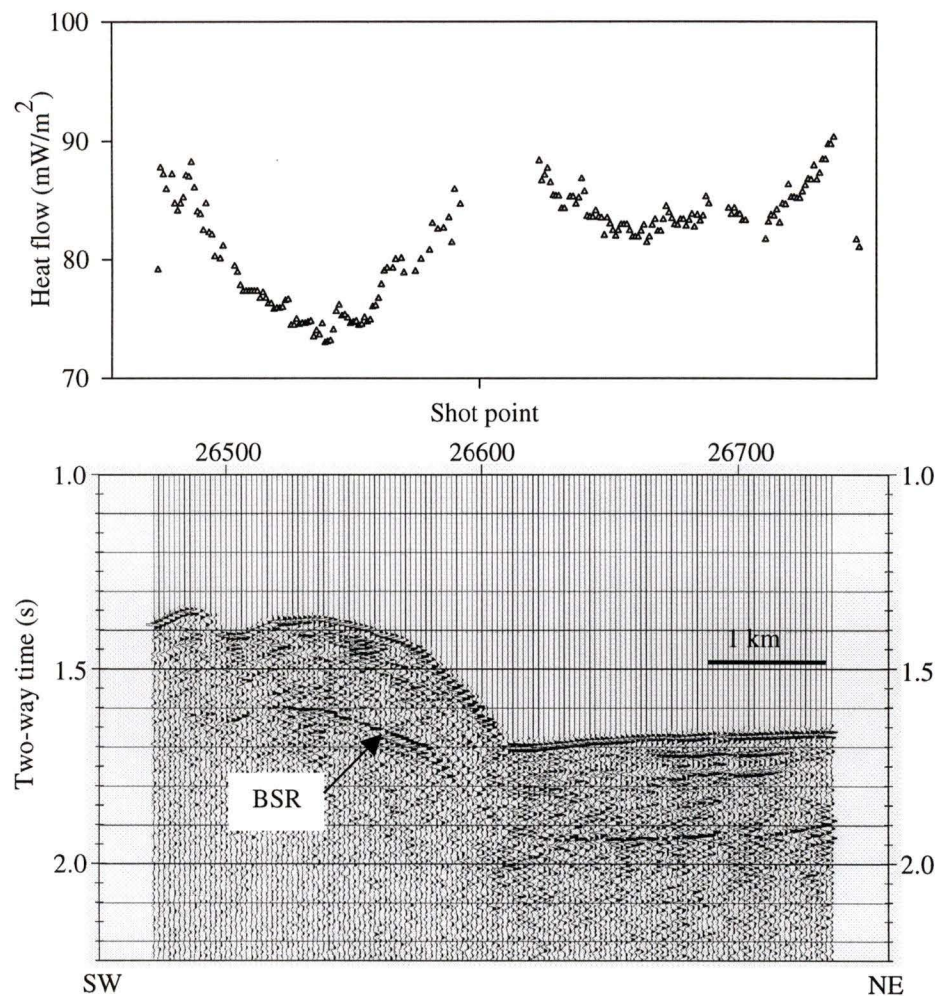 100
90
80
70
Heat flow (mW/m2)
Shot point
26500 26600 26700
1.0 1.0
1.5 1.5
2.0 2.0
Two-way time (s)
1 km
BSR
SW NE